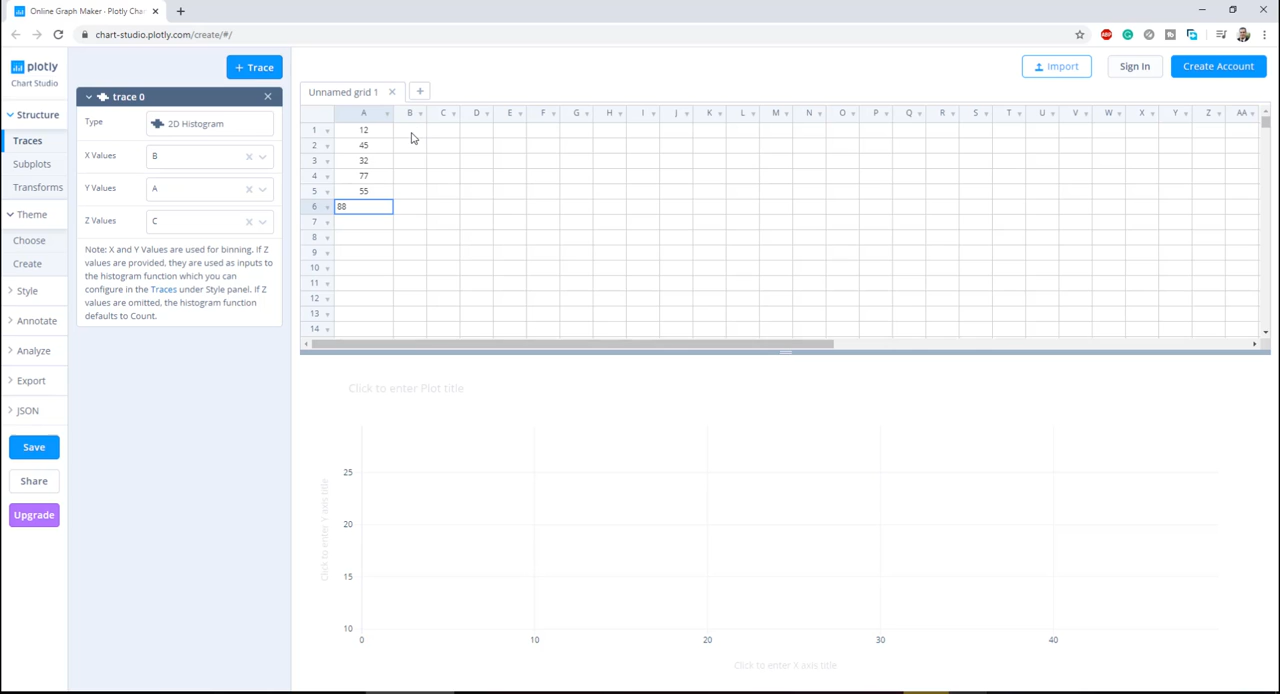 Online Graph Maker · Plotly Cha
chart-studio.plotly.com/create/#/
ABP
plotly
Chart Studio
+ Trace
Import
Sign In
Create Account
Structure
Traces
Subplots
Transforms
Theme
Choose
Create
Style
Annotate
Analyze
Export
JSON
Save
Share
Upgrade
trace 0
Type
2D Histogram
X Values
B
Y Values
A
Z Values
C
Note: X and Y Values are used for binning. If Z
values are provided, they are used as inputs to
the histogram function which you can
configure in the Traces under Style panel. If Z
values are omitted, the histogram function
defaults to Count.
Unnamed grid 1
A B C D E F G H I J K L M N O P Q R S T U V X Y Z AA
1 12
2 45
3 32
4 77
5 55
6 88
7
8
9
10
11
12
13
14
Click to enter Plot title
Click to enter Y axis title
25
20
15
10
0 10 20 30 40
Click to enter X axis title